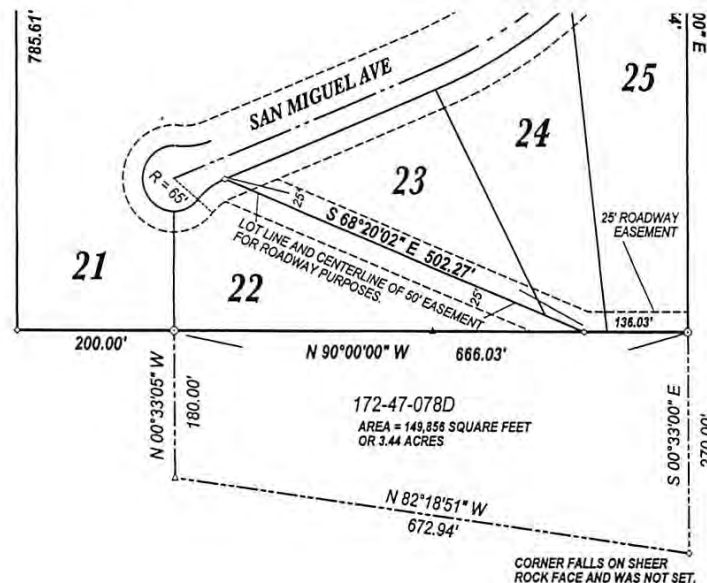 785.61'
00" E
SAN MIGUEL AVE
25
24
23
R = 65'
25'
S 68°20'02" E 502.27'
25' ROADWAY
EASEMENT
21
22
LOT LINE AND CENTERLINE OF 50' EASEMENT
FOR ROADWAY PURPOSES.
25'
136.03'
200.00'
N 90°00'00" W
666.03'
N 00°33'05" W
180.00'
172-47-078D
AREA = 149,856 SQUARE FEET
OR 3.44 ACRES
S 00°33'00" E
270.00'
N 82°18'51" W
672.94'
CORNER FALLS ON SHEER
ROCK FACE AND WAS NOT SET.